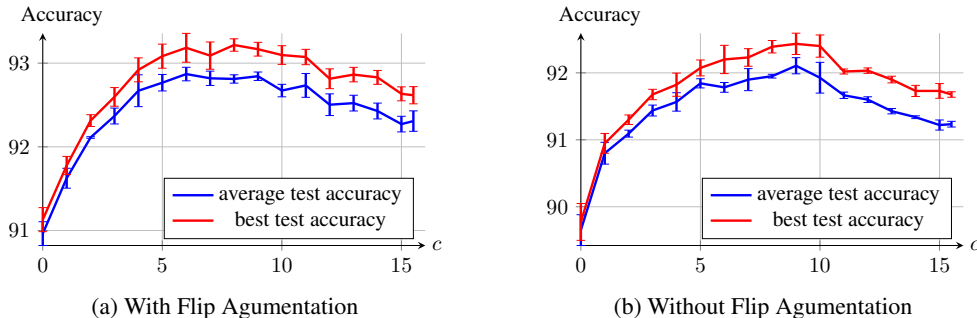 Accuracy
93
92
91
0
5
10
15
c
average test accuracy
best test accuracy
(a) With Flip Agumentation
Accuracy
92
91
90
0
5
10
15
c
average test accuracy
best test accuracy
(b) Without Flip Agumentation